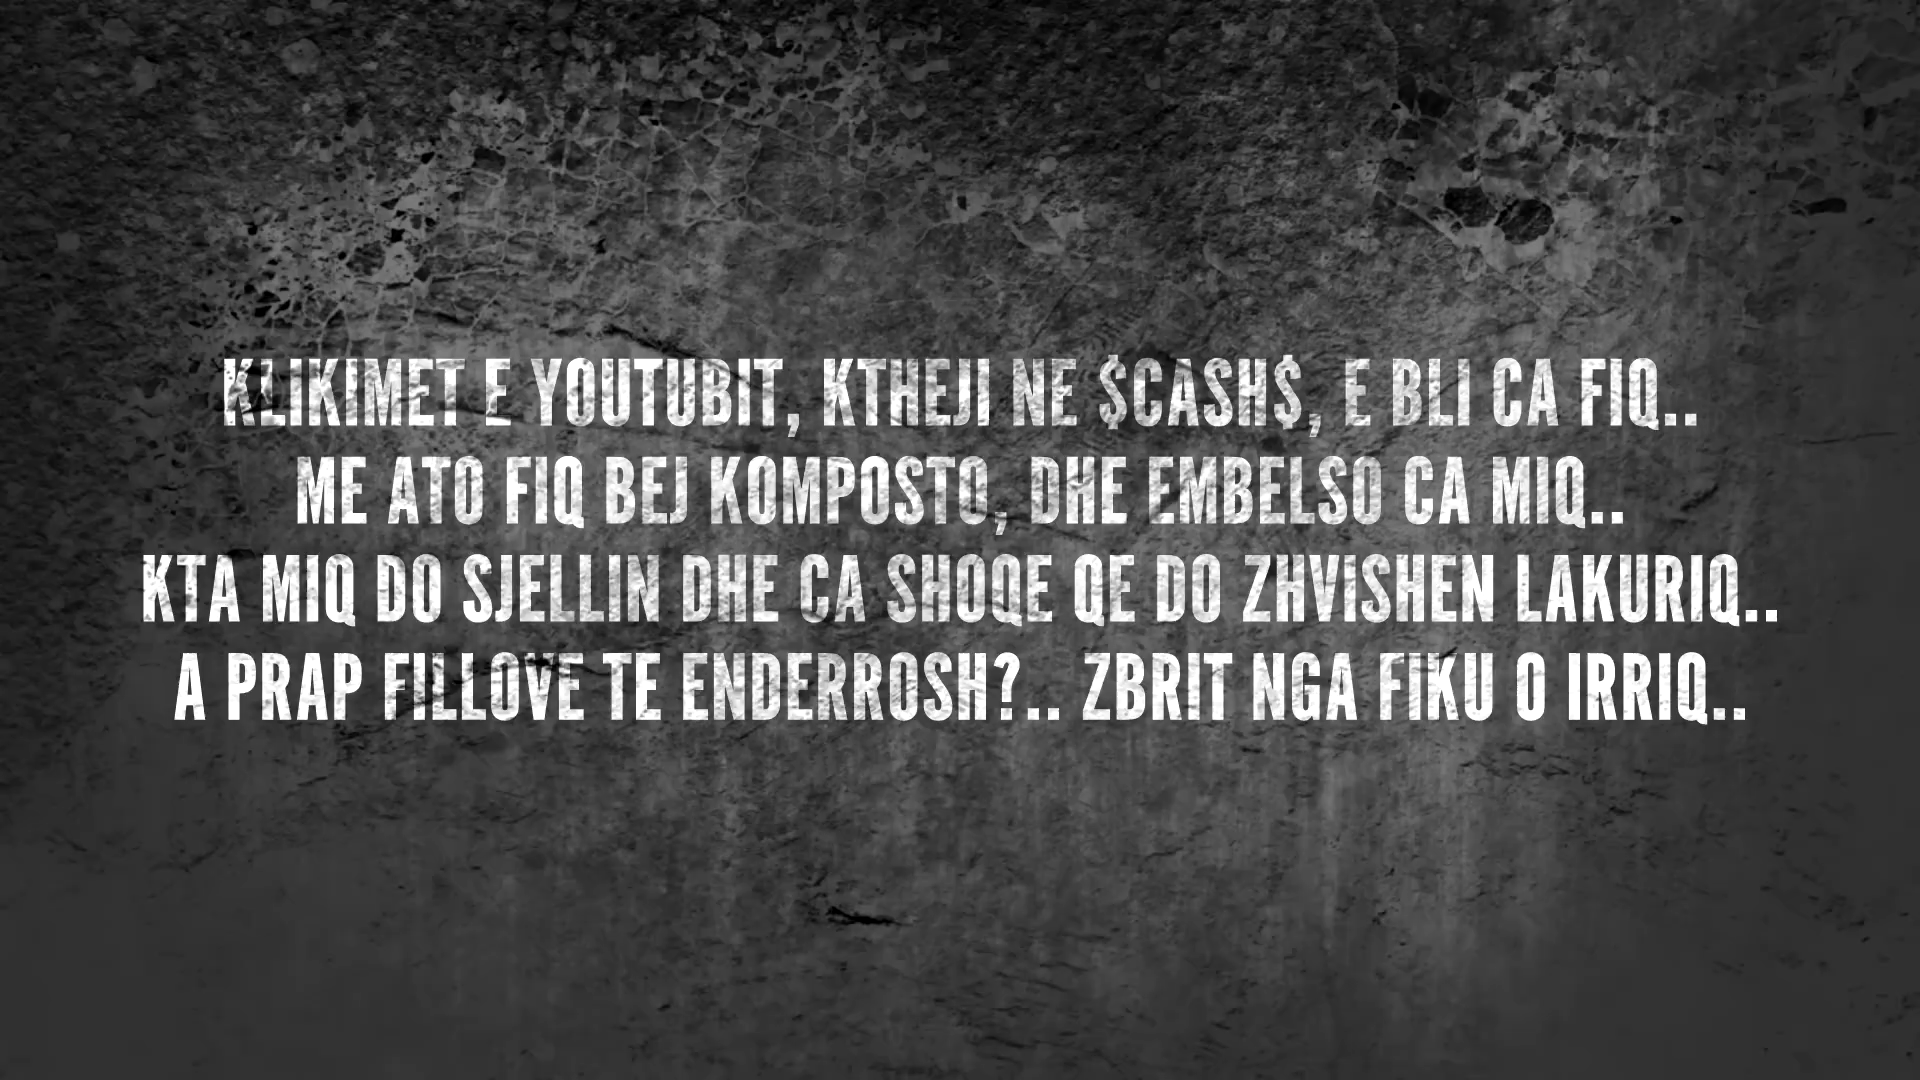 KLIKIMET E YOUTUBIT, KTHEJI NE $CASH$, E BLI CA FIQ..
ME ATO FIQ BEJ KOMPOSTO, DHE EMBELSO CA MIQ..
KTA MIQ DO SJELLIN DHE CA SHOQE QE DO ZHVISHEN LAKURIQ..
A PRAP FILLOVE TE ENDERROSH?.. ZBRIT NGA FIKU O IRRIQ..